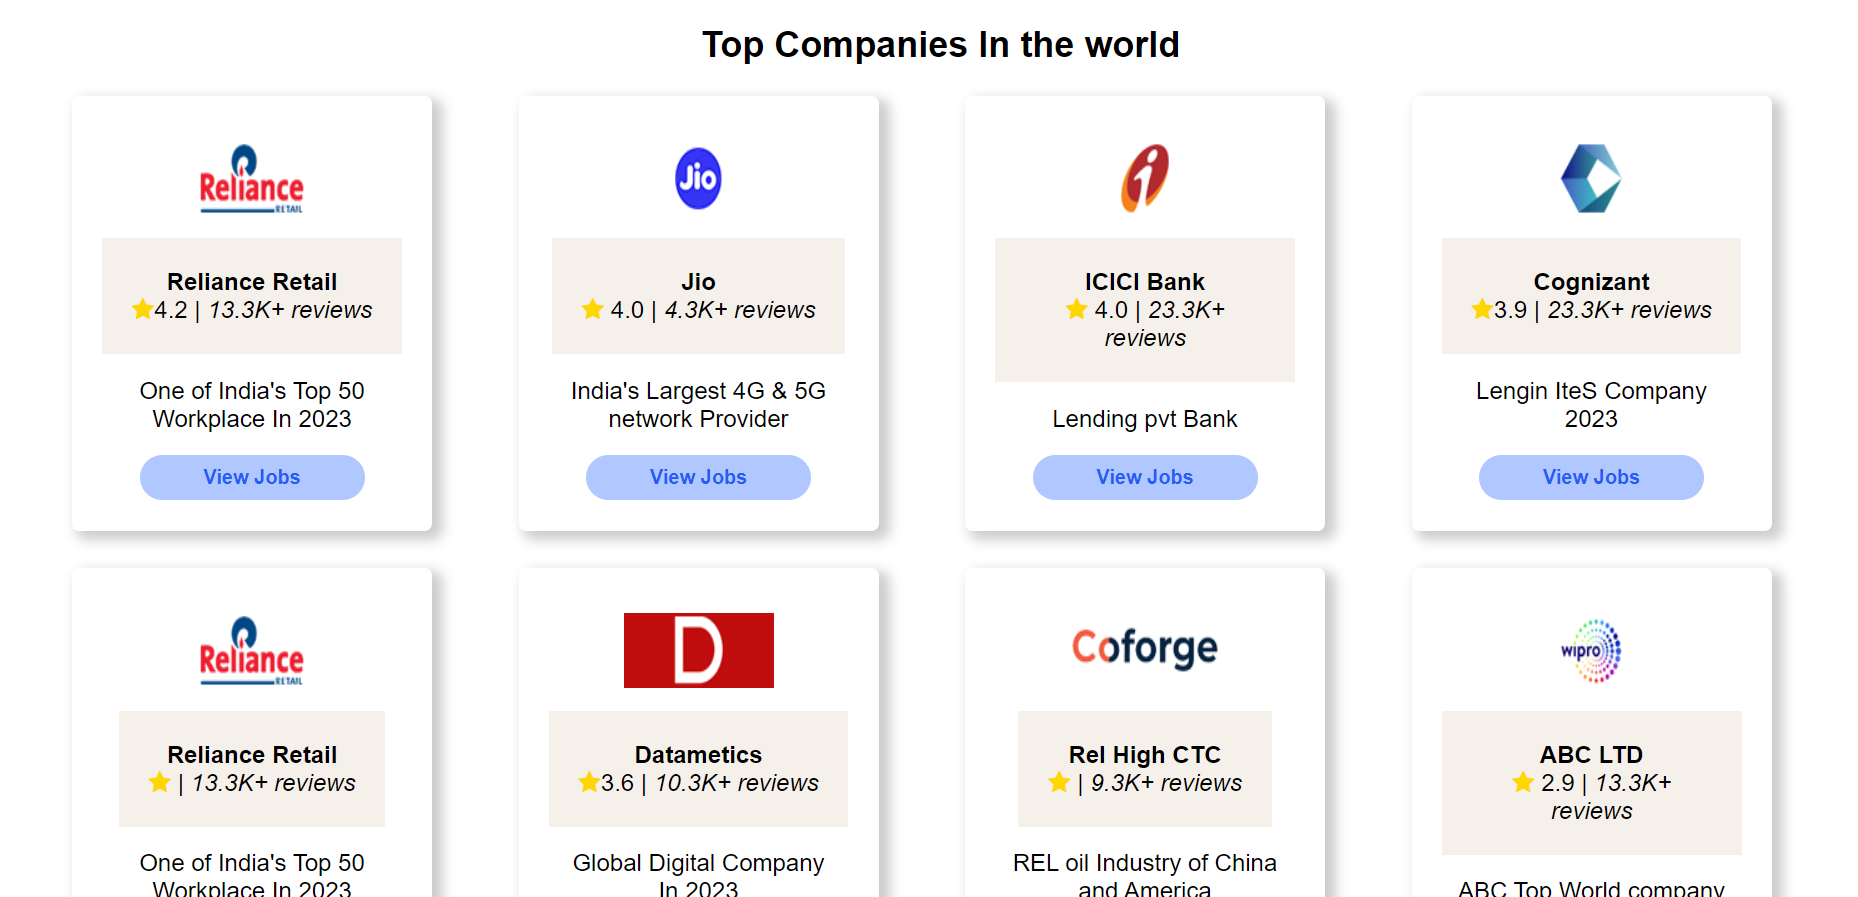 Top Companies In the world
Reliance
RETAIL
Reliance Retail
4.2 | 13.3K+ reviews
One of India's Top 50
Workplace In 2023
View Jobs
Jio
Jio
4.0 | 4.3K+ reviews
India's Largest 4G & 5G
network Provider
View Jobs
i
ICICI Bank
4.0 | 23.3K+
reviews
Lending pvt Bank
View Jobs
Cognizant
3.9 | 23.3K+ reviews
Lengin IteS Company
2023
View Jobs
Reliance
RETAIL
Reliance Retail
| 13.3K+ reviews
One of India's Top 50
Workplace In 2023
D
Datametics
3.6 | 10.3K+ reviews
Global Digital Company
In 2023
Coforge
Rel High CTC
| 9.3K+ reviews
REL oil Industry of China
and America
wipro
ABC LTD
2.9 | 13.3K+
reviews
ABC Top World company